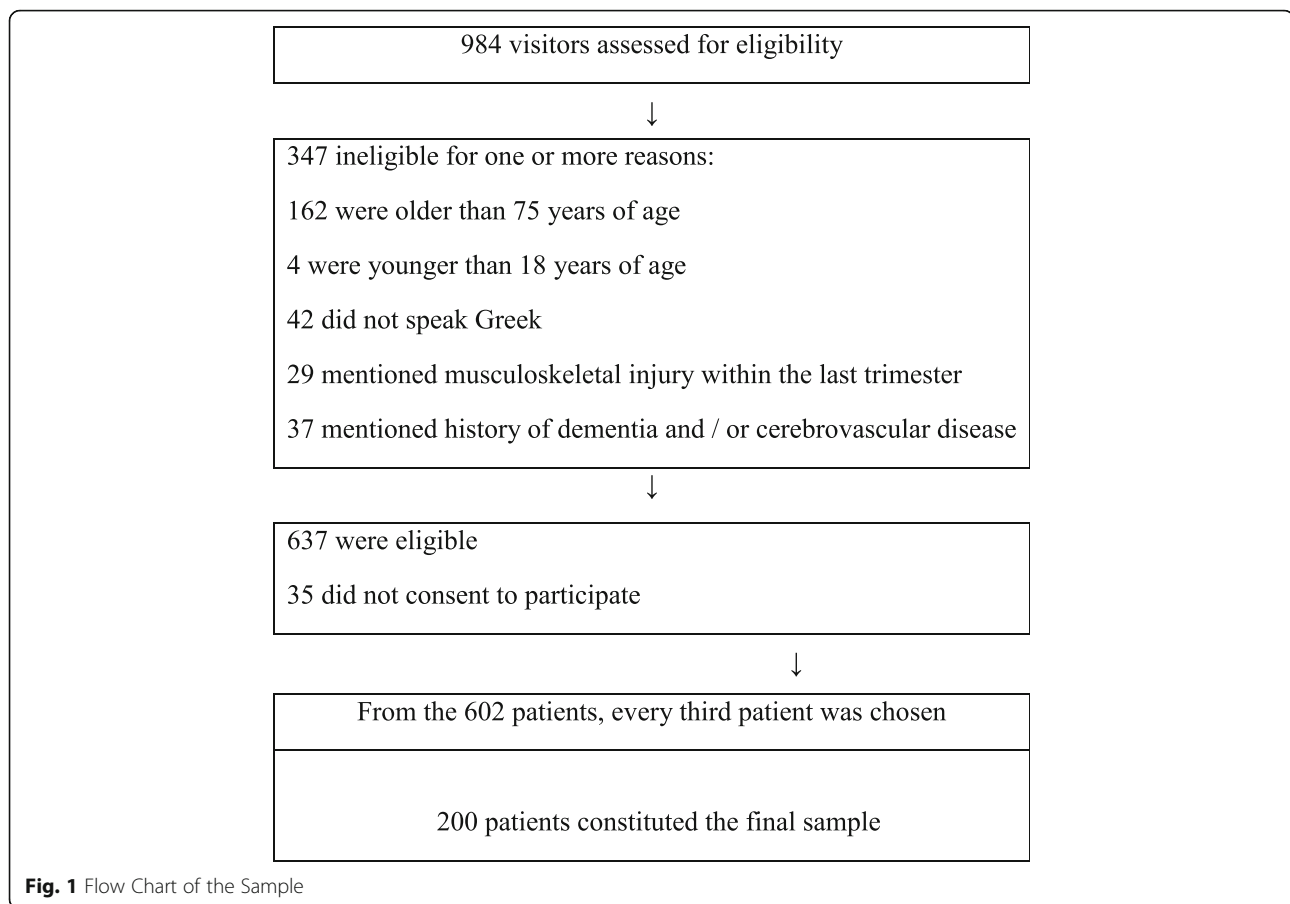 984 visitors assessed for eligibility
↓
347 ineligible for one or more reasons:
162 were older than 75 years of age
4 were younger than 18 years of age
42 did not speak Greek
29 mentioned musculoskeletal injury within the last trimester
37 mentioned history of dementia and / or cerebrovascular disease
↓
637 were eligible
35 did not consent to participate
↓
From the 602 patients, every third patient was chosen
200 patients constituted the final sample
Fig. 1 Flow Chart of the Sample